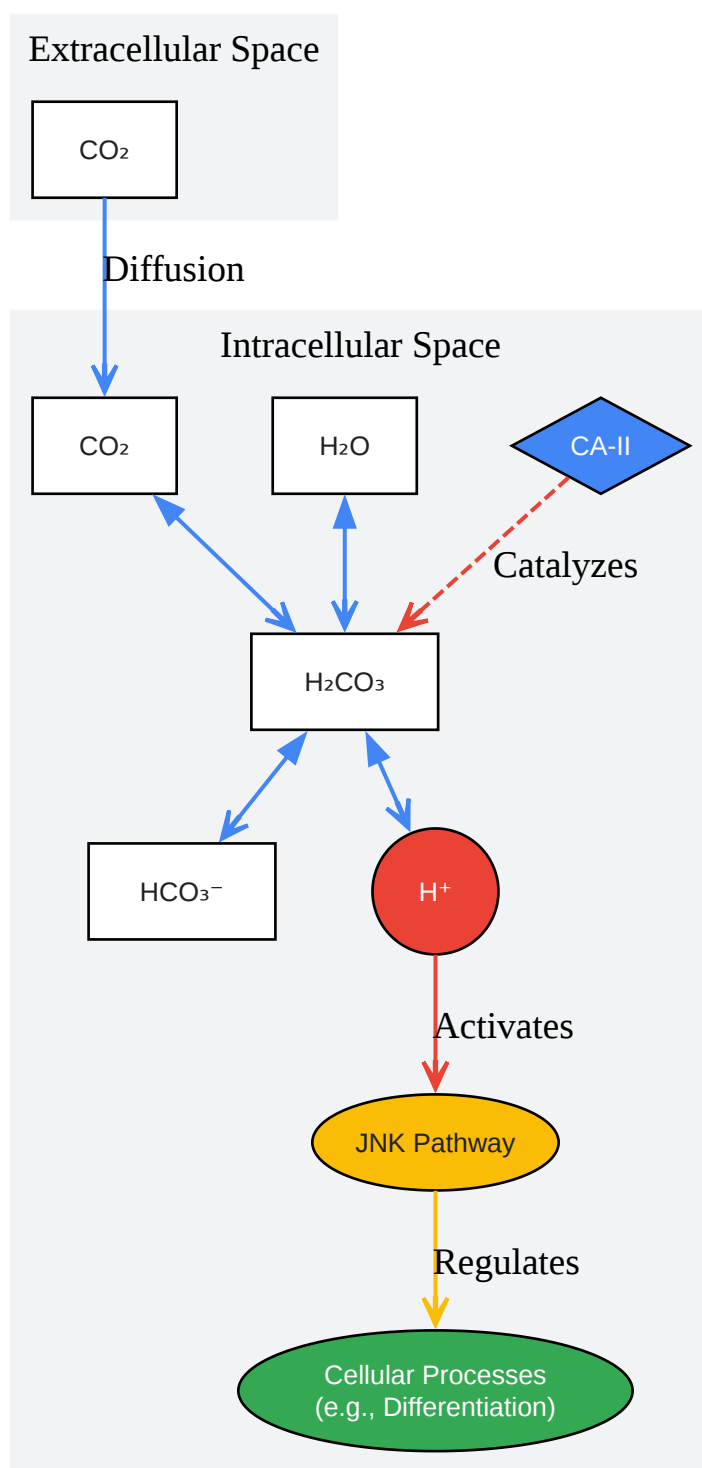 Extracellular Space
CO₂
Diffusion
Intracellular Space
CO₂
H₂O
CA-II
Catalyzes
H₂CO₃
HCO₃⁻
H⁺
Activates
JNK Pathway
Regulates
Cellular Processes
(e.g., Differentiation)